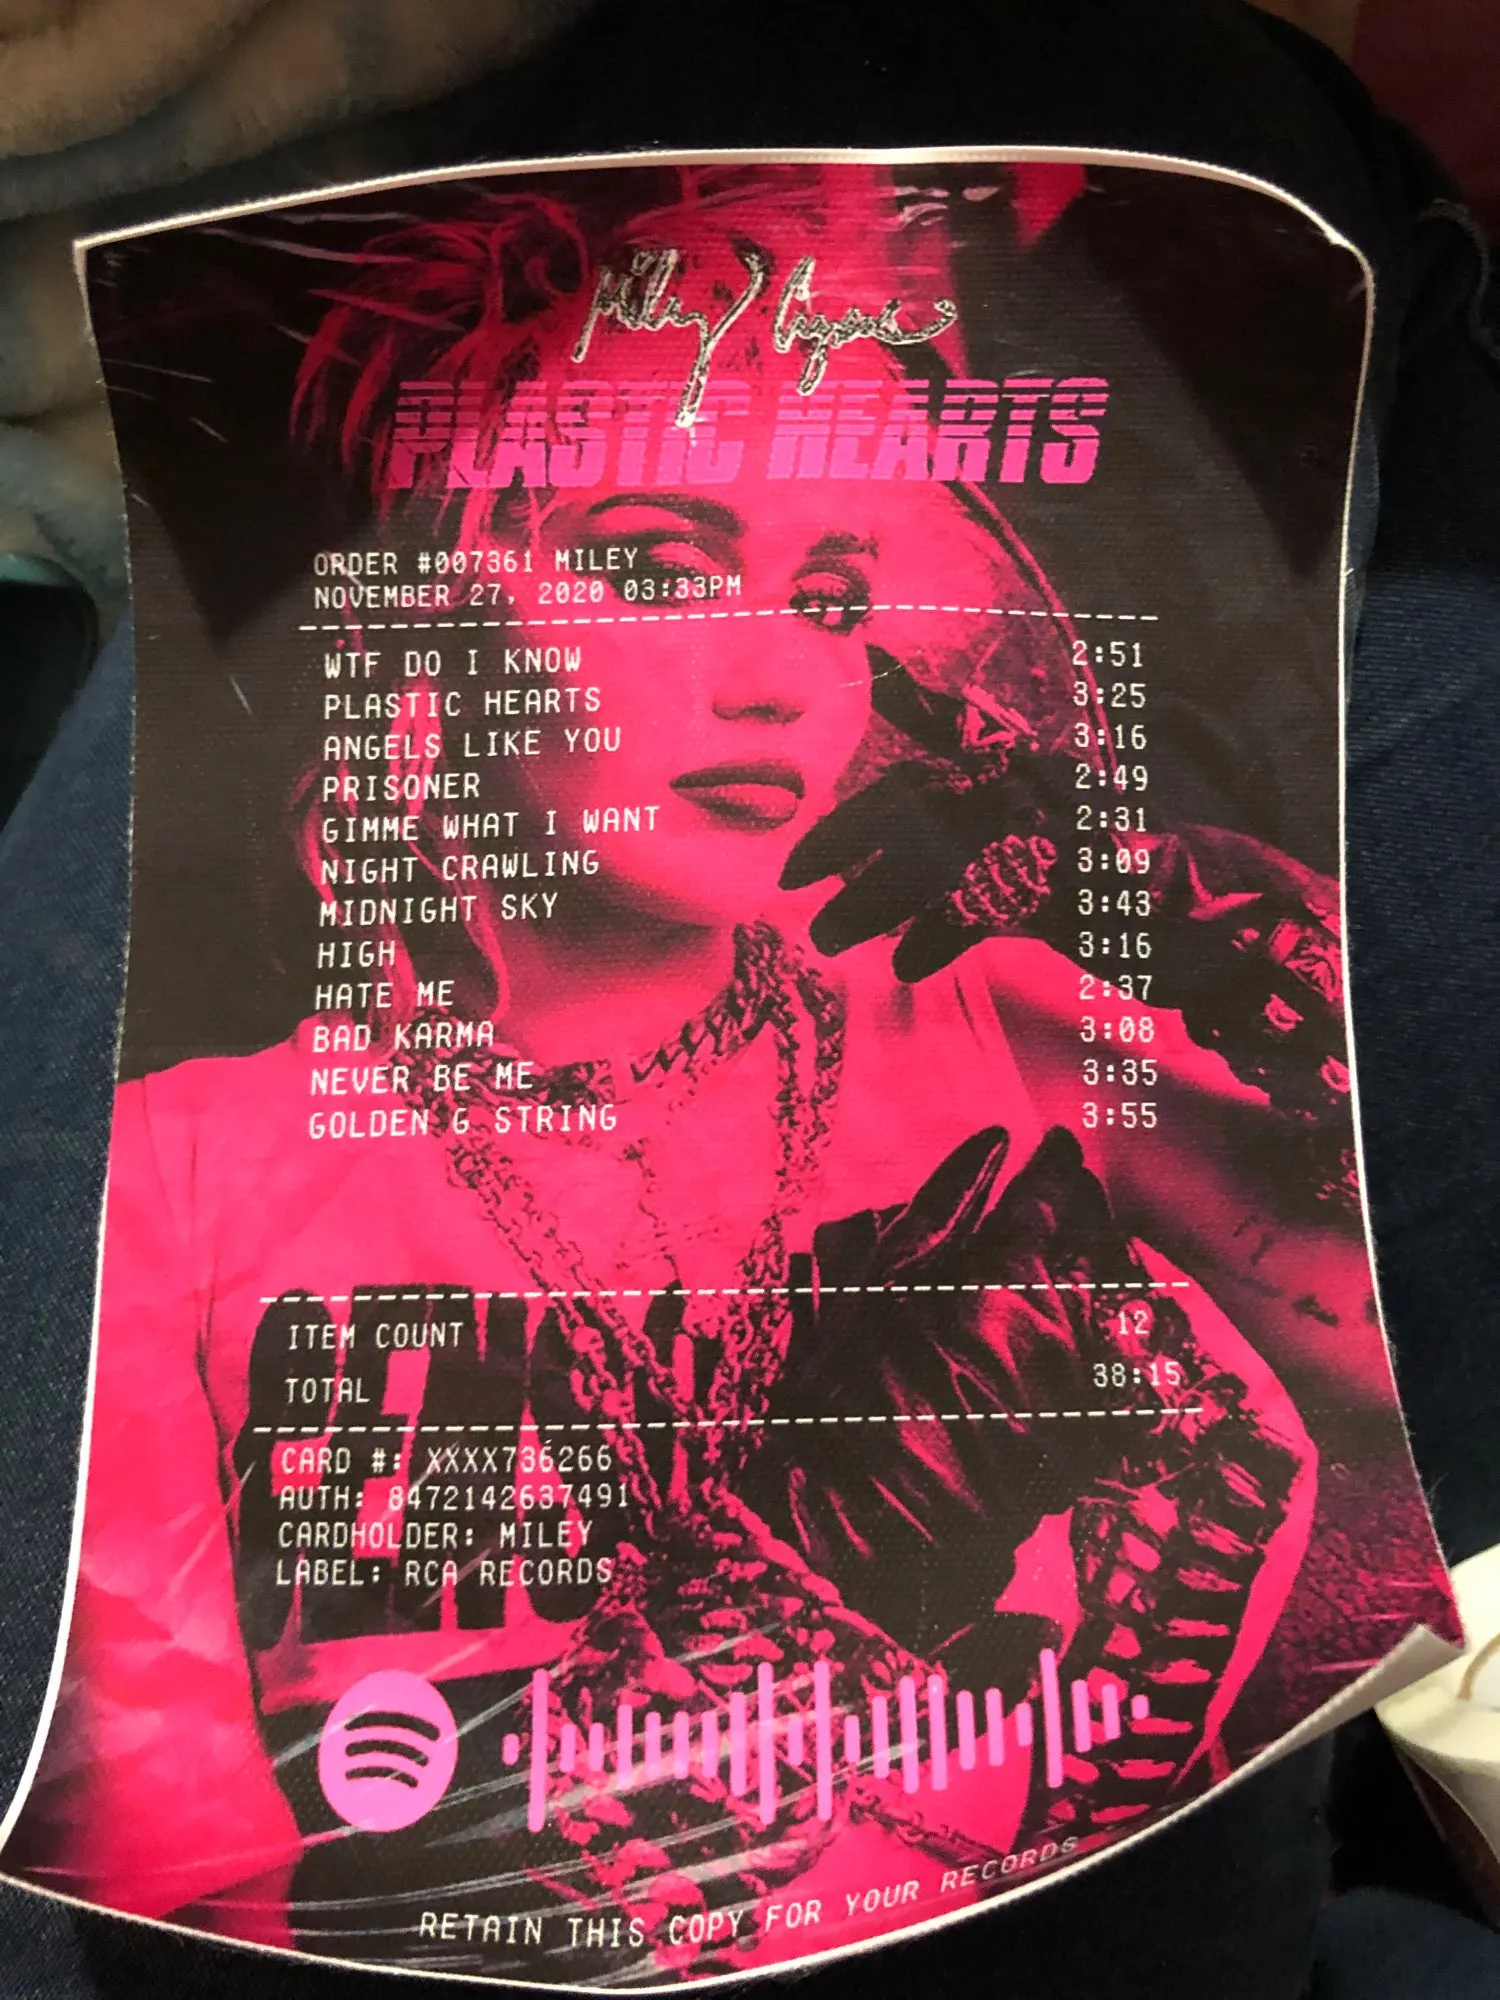 Miley Cyrus
PLASTIC HEARTS
ORDER #007361 MILEY
NOVEMBER 27, 2020 03:33PM
WTF DO I KNOW 2:51
PLASTIC HEARTS 3:25
ANGELS LIKE YOU 3:16
PRISONER 2:49
GIMME WHAT I WANT 2:31
NIGHT CRAWLING 3:09
MIDNIGHT SKY 3:43
HIGH 3:16
HATE ME 2:37
BAD KARMA 3:08
NEVER BE ME 3:35
GOLDEN G STRING 3:55
ITEM COUNT 12
TOTAL 38:15
CARD #: XXXX736266
AUTH: 8472142637491
CARDHOLDER: MILEY
LABEL: RCA RECORDS
RETAIN THIS COPY FOR YOUR RECORDS